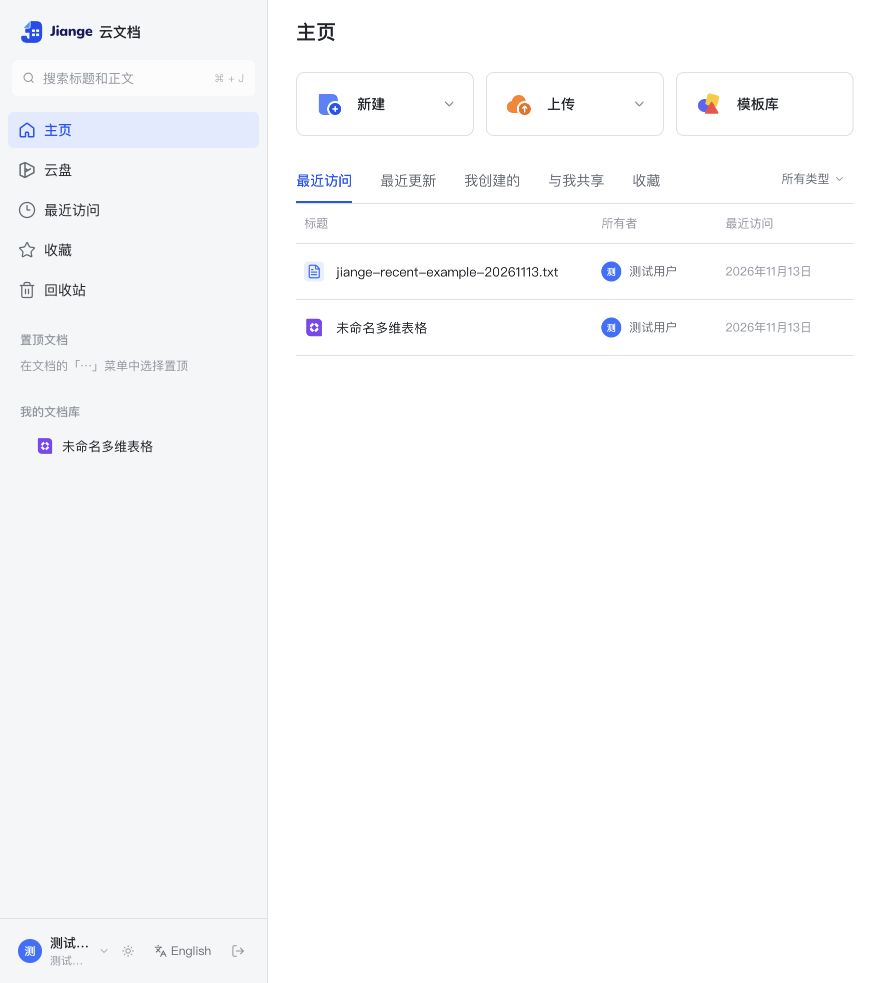 Jiange 云文档
搜索标题和正文 ⌘ + J
主页
云盘
最近访问
收藏
回收站
置顶文档
在文档的「…」菜单中选择置顶
我的文档库
未命名多维表格
测 测试...
测试...
English
主页
新建
上传
模板库
最近访问 最近更新 我创建的 与我共享 收藏 所有类型
标题 所有者 最近访问
jiange-recent-example-20261113.txt 测 测试用户 2026年11月13日
未命名多维表格 测 测试用户 2026年11月13日